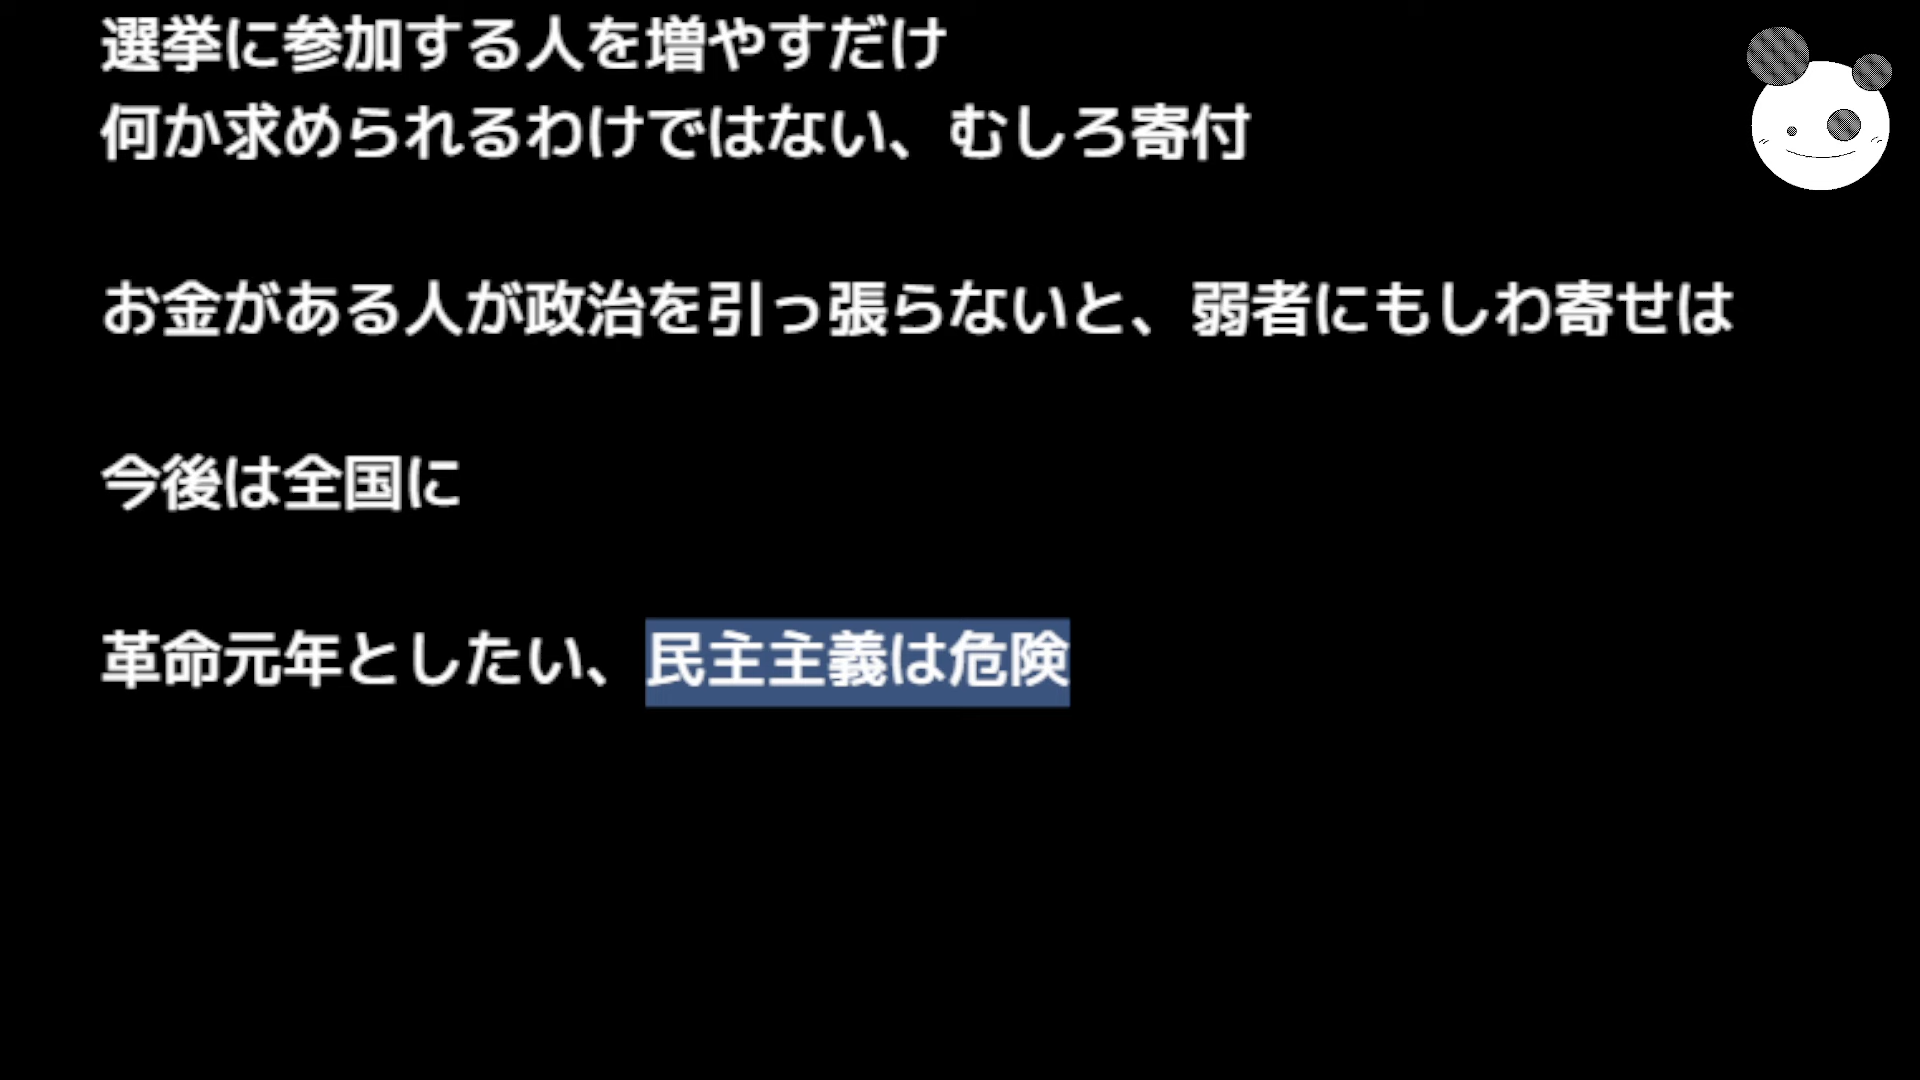 選挙に参加する人を増やすだけ
何か求められるわけではない、むしろ寄付
お金がある人が政治を引っ張らないと、弱者にもしわ寄せは
今後は全国に
革命元年としたい、民主主義は危険